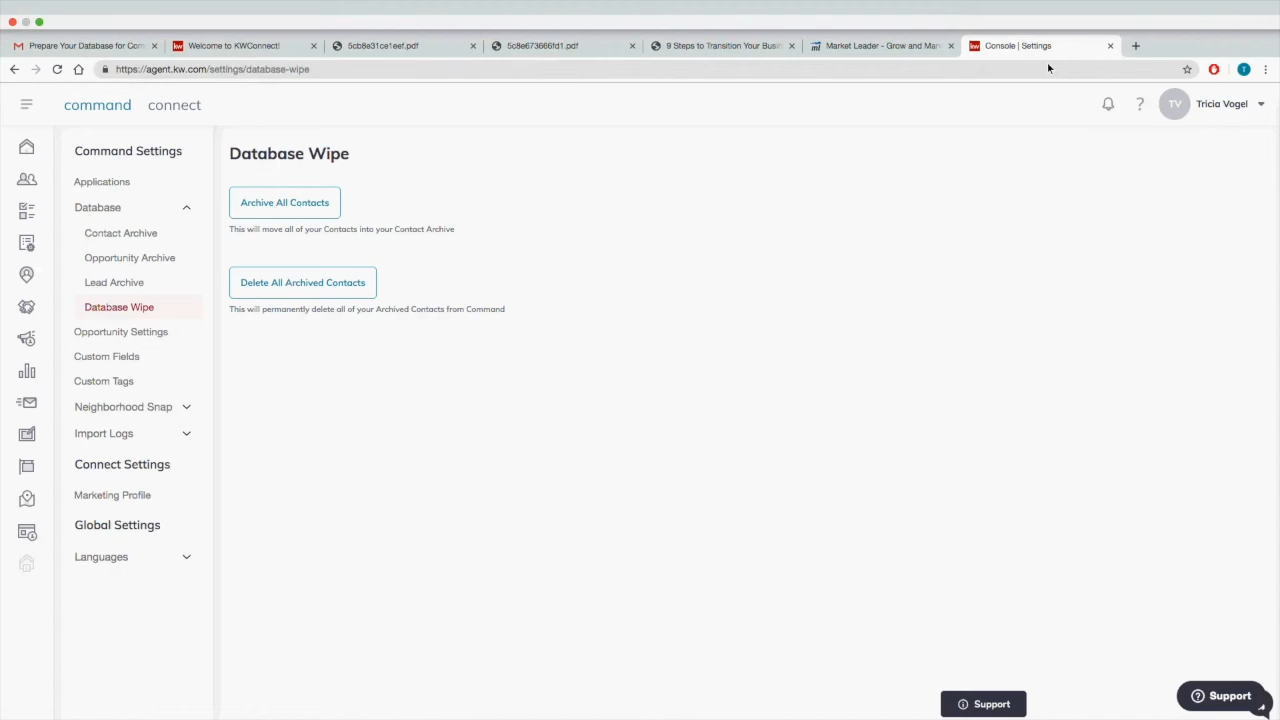 Prepare Your Database for Com
kw Welcome to KWConnect!
5cb8e31ce1eef.pdf
5c8e673666fd1.pdf
9 Steps to Transition Your Busin
Market Leader - Grow and Man
kw Console | Settings
https://agent.kw.com/settings/database-wipe
T
command connect
? TV Tricia Vogel
Command Settings
Applications
Database
Contact Archive
Opportunity Archive
Lead Archive
Database Wipe
Opportunity Settings
Custom Fields
Custom Tags
Neighborhood Snap
Import Logs
Connect Settings
Marketing Profile
Global Settings
Languages
Database Wipe
Archive All Contacts
This will move all of your Contacts into your Contact Archive
Delete All Archived Contacts
This will permanently delete all of your Archived Contacts from Command
Support
Support